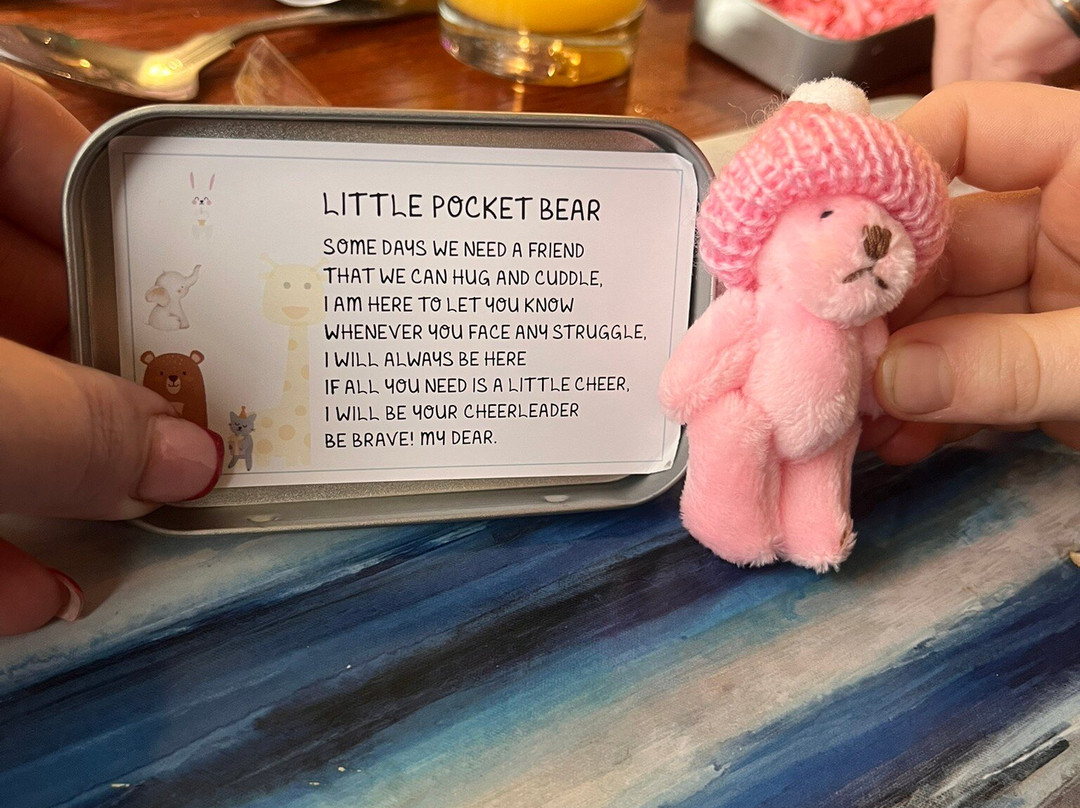 LITTLE POCKET BEAR
SOME DAYS WE NEED A FRIEND
THAT WE CAN HUG AND CUDDLE,
I AM HERE TO LET YOU KNOW
WHENEVER YOU FACE ANY STRUGGLE,
I WILL ALWAYS BE HERE
IF ALL YOU NEED IS A LITTLE CHEER,
I WILL BE YOUR CHEERLEADER
BE BRAVE! MY DEAR.